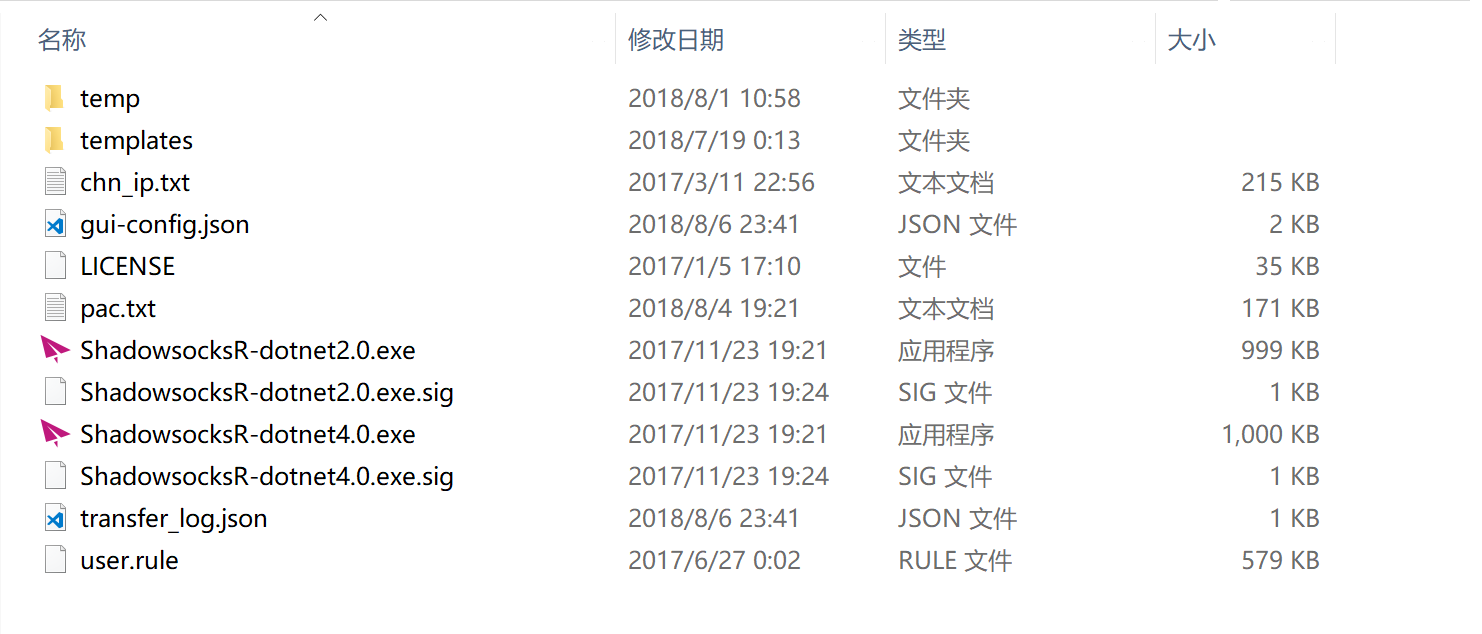 名称 修改日期 类型 大小
temp 2018/8/1 10:58 文件夹
templates 2018/7/19 0:13 文件夹
chn_ip.txt 2017/3/11 22:56 文本文档 215 KB
gui-config.json 2018/8/6 23:41 JSON 文件 2 KB
LICENSE 2017/1/5 17:10 文件 35 KB
pac.txt 2018/8/4 19:21 文本文档 171 KB
ShadowsocksR-dotnet2.0.exe 2017/11/23 19:21 应用程序 999 KB
ShadowsocksR-dotnet2.0.exe.sig 2017/11/23 19:24 SIG 文件 1 KB
ShadowsocksR-dotnet4.0.exe 2017/11/23 19:21 应用程序 1,000 KB
ShadowsocksR-dotnet4.0.exe.sig 2017/11/23 19:24 SIG 文件 1 KB
transfer_log.json 2018/8/6 23:41 JSON 文件 1 KB
user.rule 2017/6/27 0:02 RULE 文件 579 KB